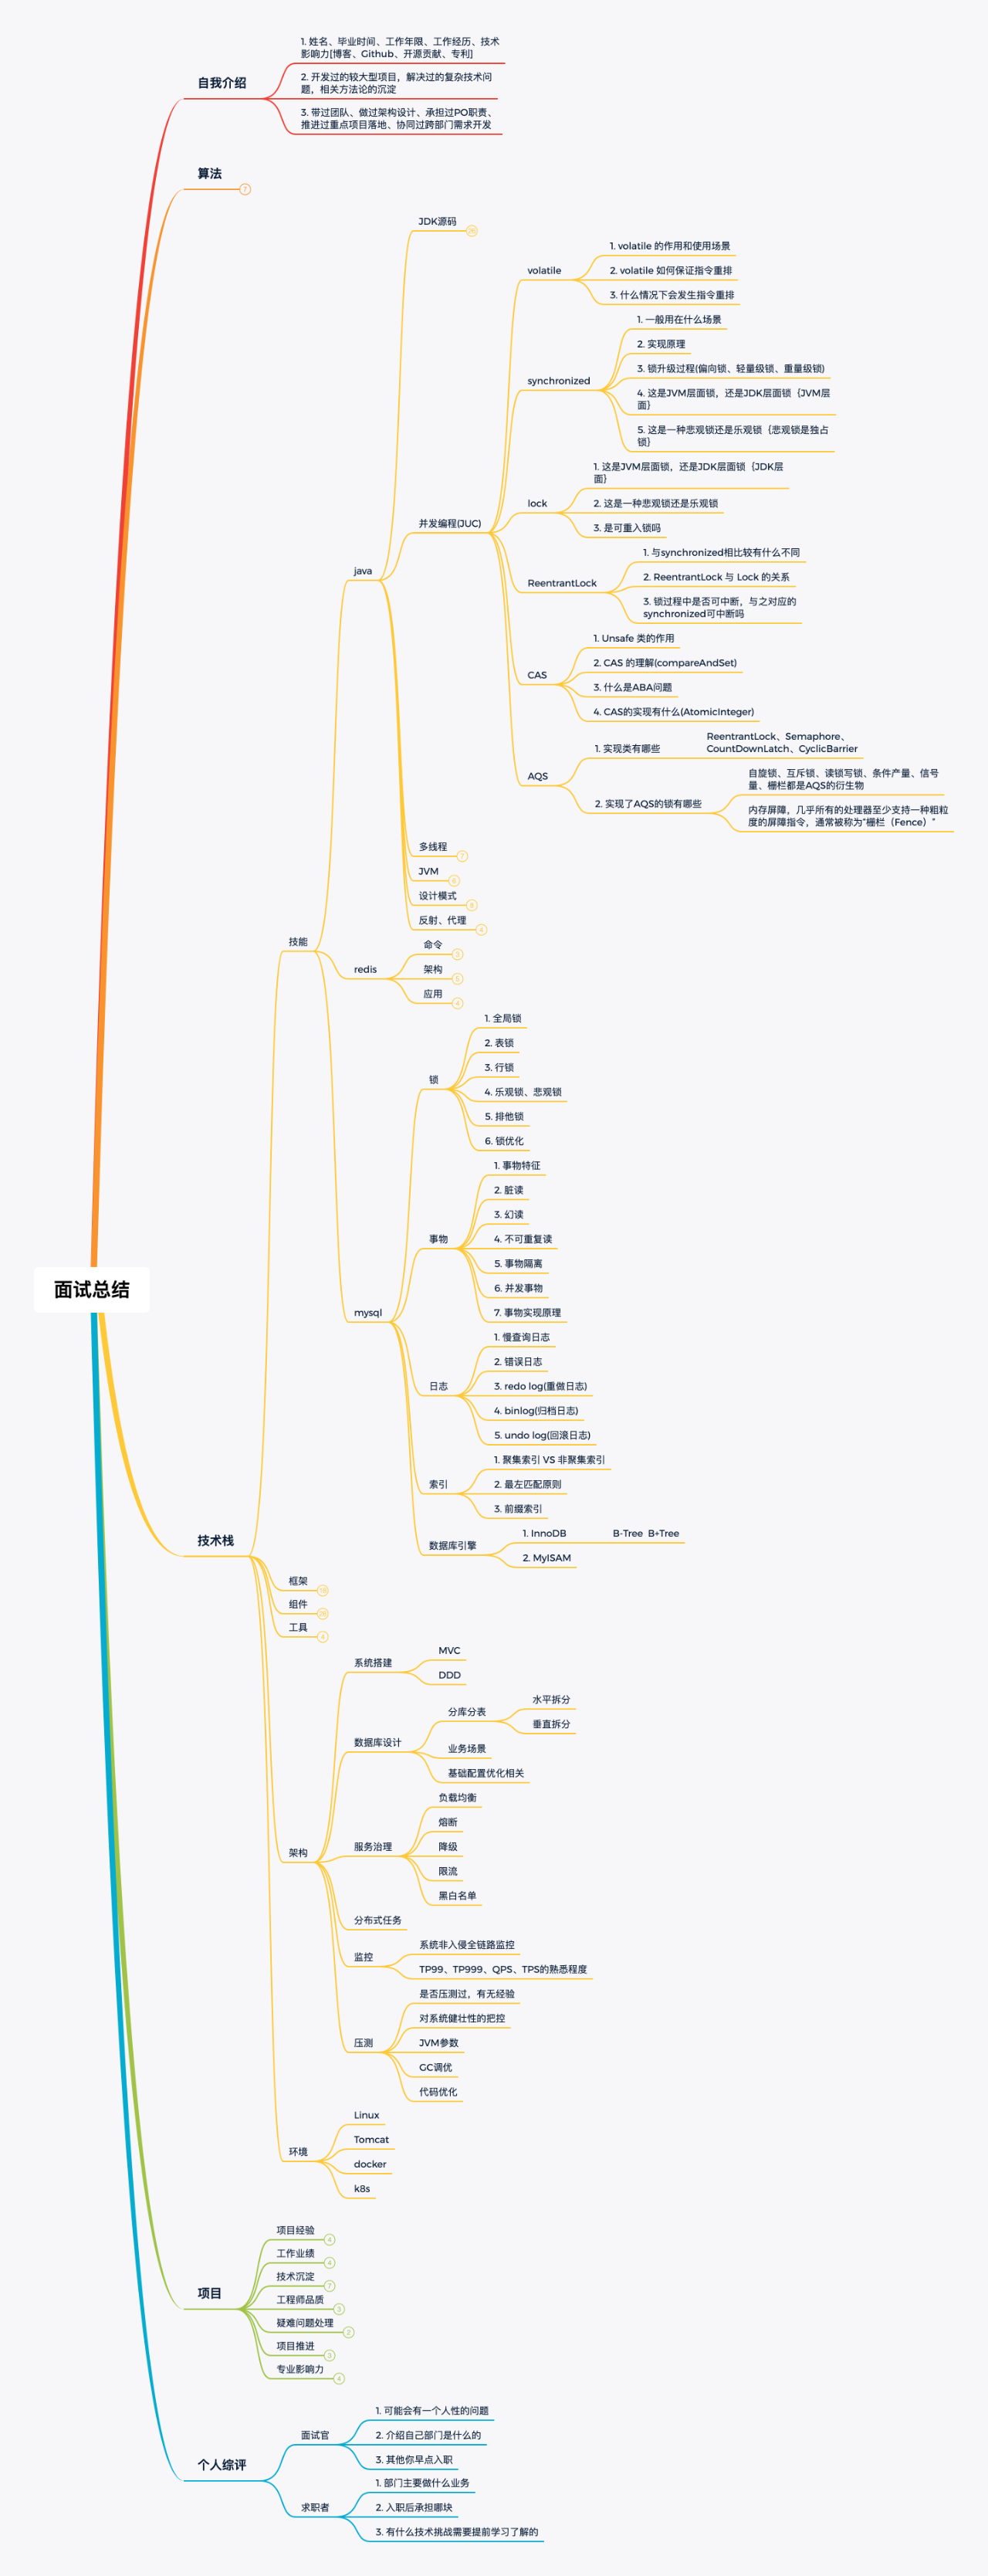 1. 姓名、毕业时间、工作年限、工作经历、技术
影响力[博客、Github、开源贡献、专利]
自我介绍
2. 开发过的较大型项目，解决过的复杂技术问
题，相关方法论的沉淀
3. 带过团队、做过架构设计、承担过PO职责、
推进过重点项目落地、协同过跨部门需求开发
算法
7
JDK源码
volatile
1. volatile 的作用和使用场景
2. volatile 如何保证指令重排
3. 什么情况下会发生指令重排
synchronized
1. 一般用在什么场景
2. 实现原理
3. 锁升级过程(偏向锁、轻量级锁、重量级锁)
4. 这是JVM层面锁，还是JDK层面锁｛JVM层
面}
5. 这是一种悲观锁还是乐观锁｛悲观锁是独占
锁}
并发编程(JUC)
lock
1. 这是JVM层面锁，还是JDK层面锁｛JDK层
面}
2. 这是一种悲观锁还是乐观锁
3. 是可重入锁吗
java
ReentrantLock
1. 与synchronized相比较有什么不同
2. ReentrantLock 与 Lock 的关系
3. 锁过程中是否可中断，与之对应的
synchronized可中断吗
CAS
1. Unsafe 类的作用
2. CAS 的理解(compareAndSet)
3. 什么是ABA问题
4. CAS的实现有什么(AtomicInteger)
AQS
1. 实现类有哪些
ReentrantLock、Semaphore、
CountDownLatch、CyclicBarrier
2. 实现了AQS的锁有哪些
自旋锁、互斥锁、读锁写锁、条件产量、信号
量、栅栏都是AQS的衍生物
内存屏障，几乎所有的处理器至少支持一种粗粒
度的屏障指令，通常被称为“栅栏（Fence）”
多线程
7
JVM
设计模式
反射、代理
4
技能
redis
命令
3
架构
5
应用
4
锁
1. 全局锁
2. 表锁
3. 行锁
4. 乐观锁、悲观锁
5. 排他锁
6. 锁优化
事物
1. 事物特征
2. 脏读
3. 幻读
4. 不可重复读
5. 事物隔离
6. 并发事物
7. 事物实现原理
mysql
面试总结
日志
1. 慢查询日志
2. 错误日志
3. redo log(重做日志)
4. binlog(归档日志)
5. undo log(回滚日志)
索引
1. 聚集索引 VS 非聚集索引
2. 最左匹配原则
3. 前缀索引
数据库引擎
1. InnoDB
B-Tree B+Tree
2. MyISAM
技术栈
框架
组件
工具
4
系统搭建
MVC
DDD
数据库设计
分库分表
水平拆分
垂直拆分
业务场景
基础配置优化相关
架构
服务治理
负载均衡
熔断
降级
限流
黑白名单
分布式任务
监控
系统非入侵全链路监控
TP99、TP999、QPS、TPS的熟悉程度
压测
是否压测过，有无经验
对系统健壮性的把控
JVM参数
GC调优
代码优化
环境
Linux
Tomcat
docker
k8s
项目
项目经验
4
工作业绩
4
技术沉淀
7
工程师品质
3
疑难问题处理
2
项目推进
3
专业影响力
4
个人综评
面试官
1. 可能会有一个人性的问题
2. 介绍自己部门是什么的
3. 其他你早点入职
求职者
1. 部门主要做什么业务
2. 入职后承担哪块
3. 有什么技术挑战需要提前学习了解的